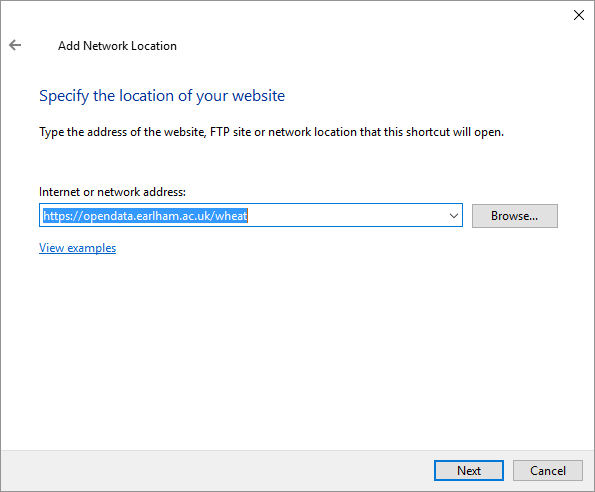 Add Network Location
Specify the location of your website
Type the address of the website, FTP site or network location that this shortcut will open.
Internet or network address:
https://opendata.earlham.ac.uk/wheat
Browse...
View examples
Next
Cancel